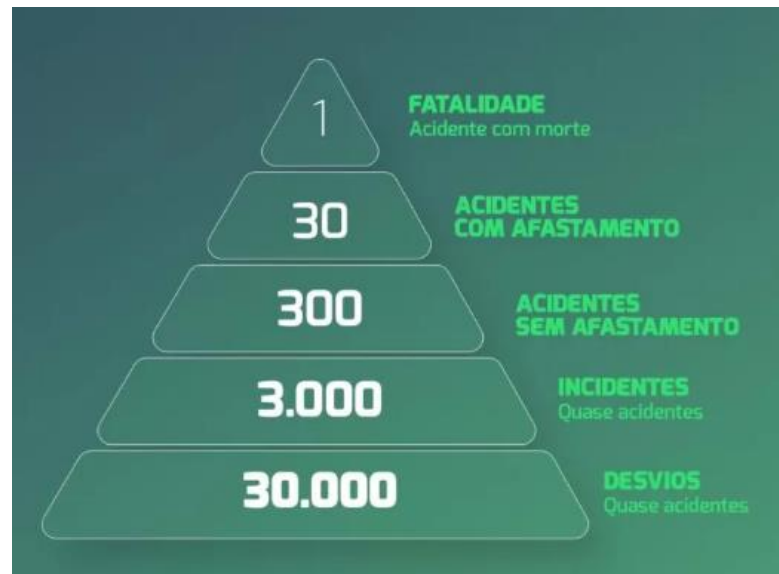 1
FATALIDADE
Acidente com morte
30
ACIDENTES
COM AFASTAMENTO
300
ACIDENTES
SEM AFASTAMENTO
3.000
INCIDENTES
Quase acidentes
30.000
DESVIOS
Quase acidentes